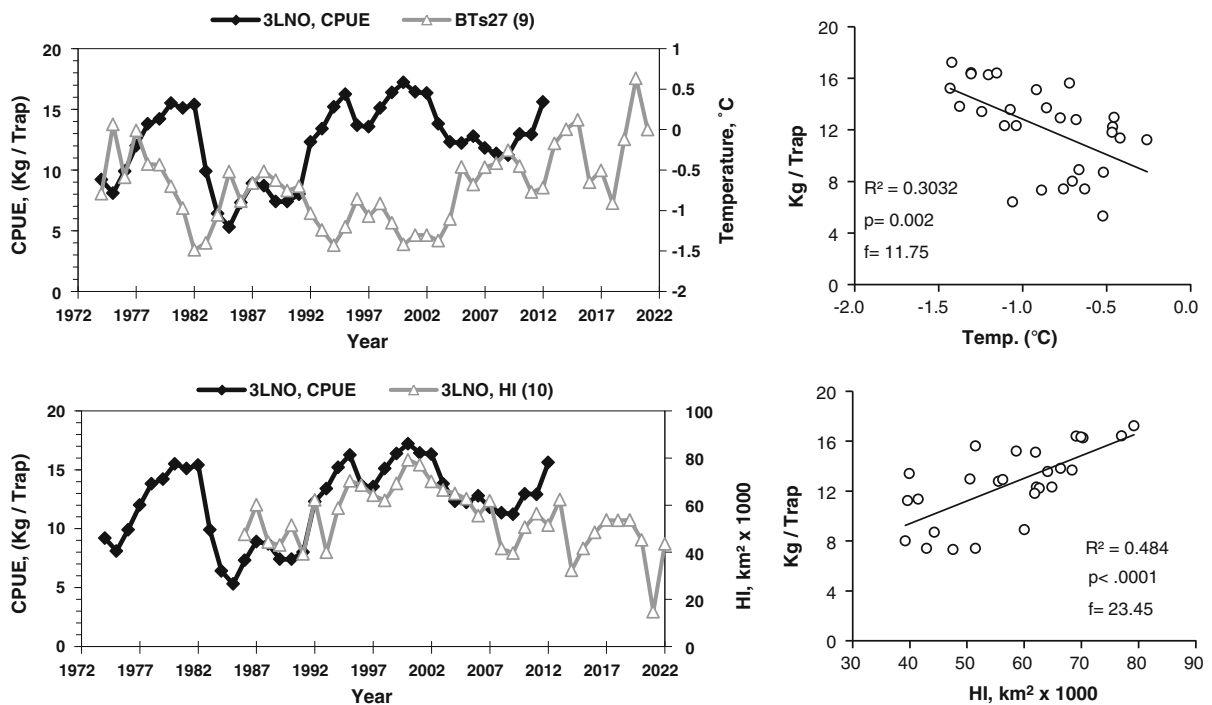 3LNO, CPUE
BTs27 (9)
CPUE, (Kg / Trap)
20
15
10
5
0
1
0.5
0
-0.5
-1
-1.5
-2
Temperature, °C
1972 1977 1982 1987 1992 1997 2002 2007 2012 2017 2022
Year
Kg / Trap
20
16
12
8
4
0
R² = 0.3032
p= 0.002
f= 11.75
-2.0 -1.5 -1.0 -0.5 0.0
Temp. (°C)
3LNO, CPUE
3LNO, HI (10)
CPUE, (Kg / Trap)
20
15
10
5
0
100
80
60
40
20
0
HI, km² x 1000
1972 1977 1982 1987 1992 1997 2002 2007 2012 2017 2022
Year
Kg / Trap
20
16
12
8
4
0
R² = 0.484
p< .0001
f= 23.45
30 40 50 60 70 80 90
HI, km² x 1000